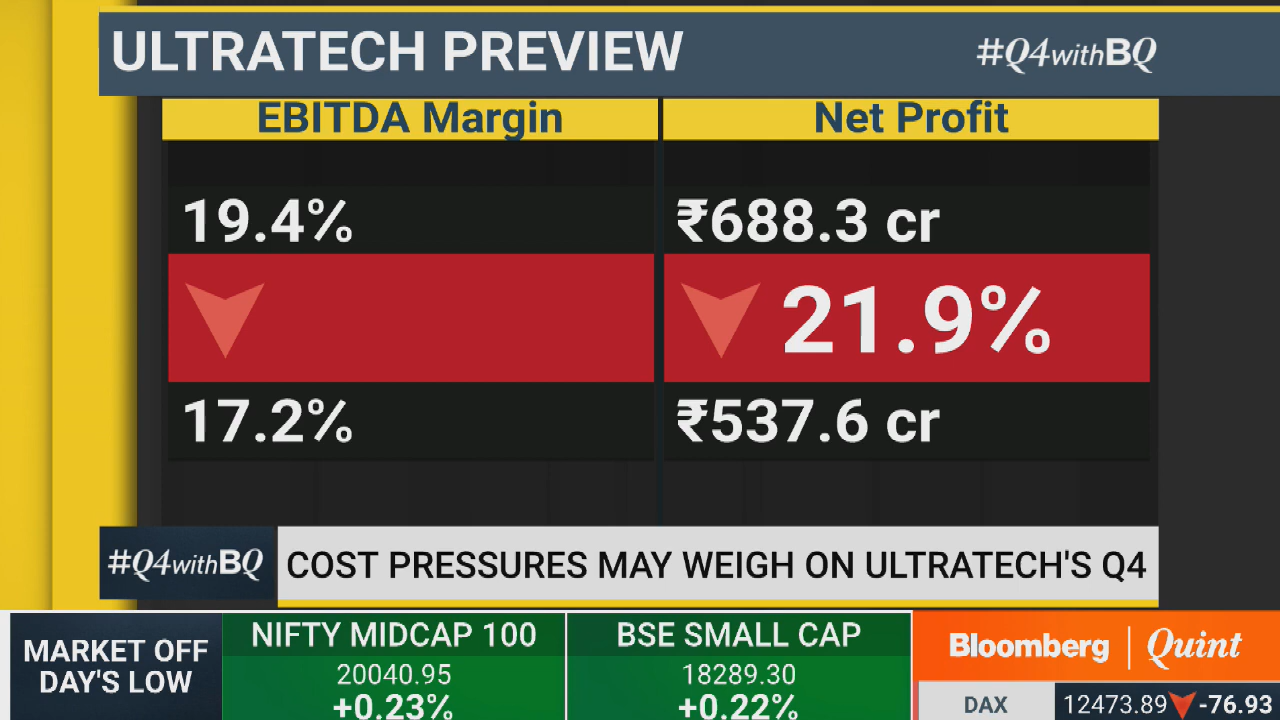 ULTRATECH PREVIEW
#Q4withBQ
EBITDA Margin
Net Profit
19.4%
₹688.3 cr
21.9%
17.2%
₹537.6 cr
#Q4withBQ
COST PRESSURES MAY WEIGH ON ULTRATECH'S Q4
MARKET OFF
DAY'S LOW
NIFTY MIDCAP 100
20040.95
+0.23%
BSE SMALL CAP
18289.30
+0.22%
Bloomberg | Quint
DAX
12473.89 -76.93